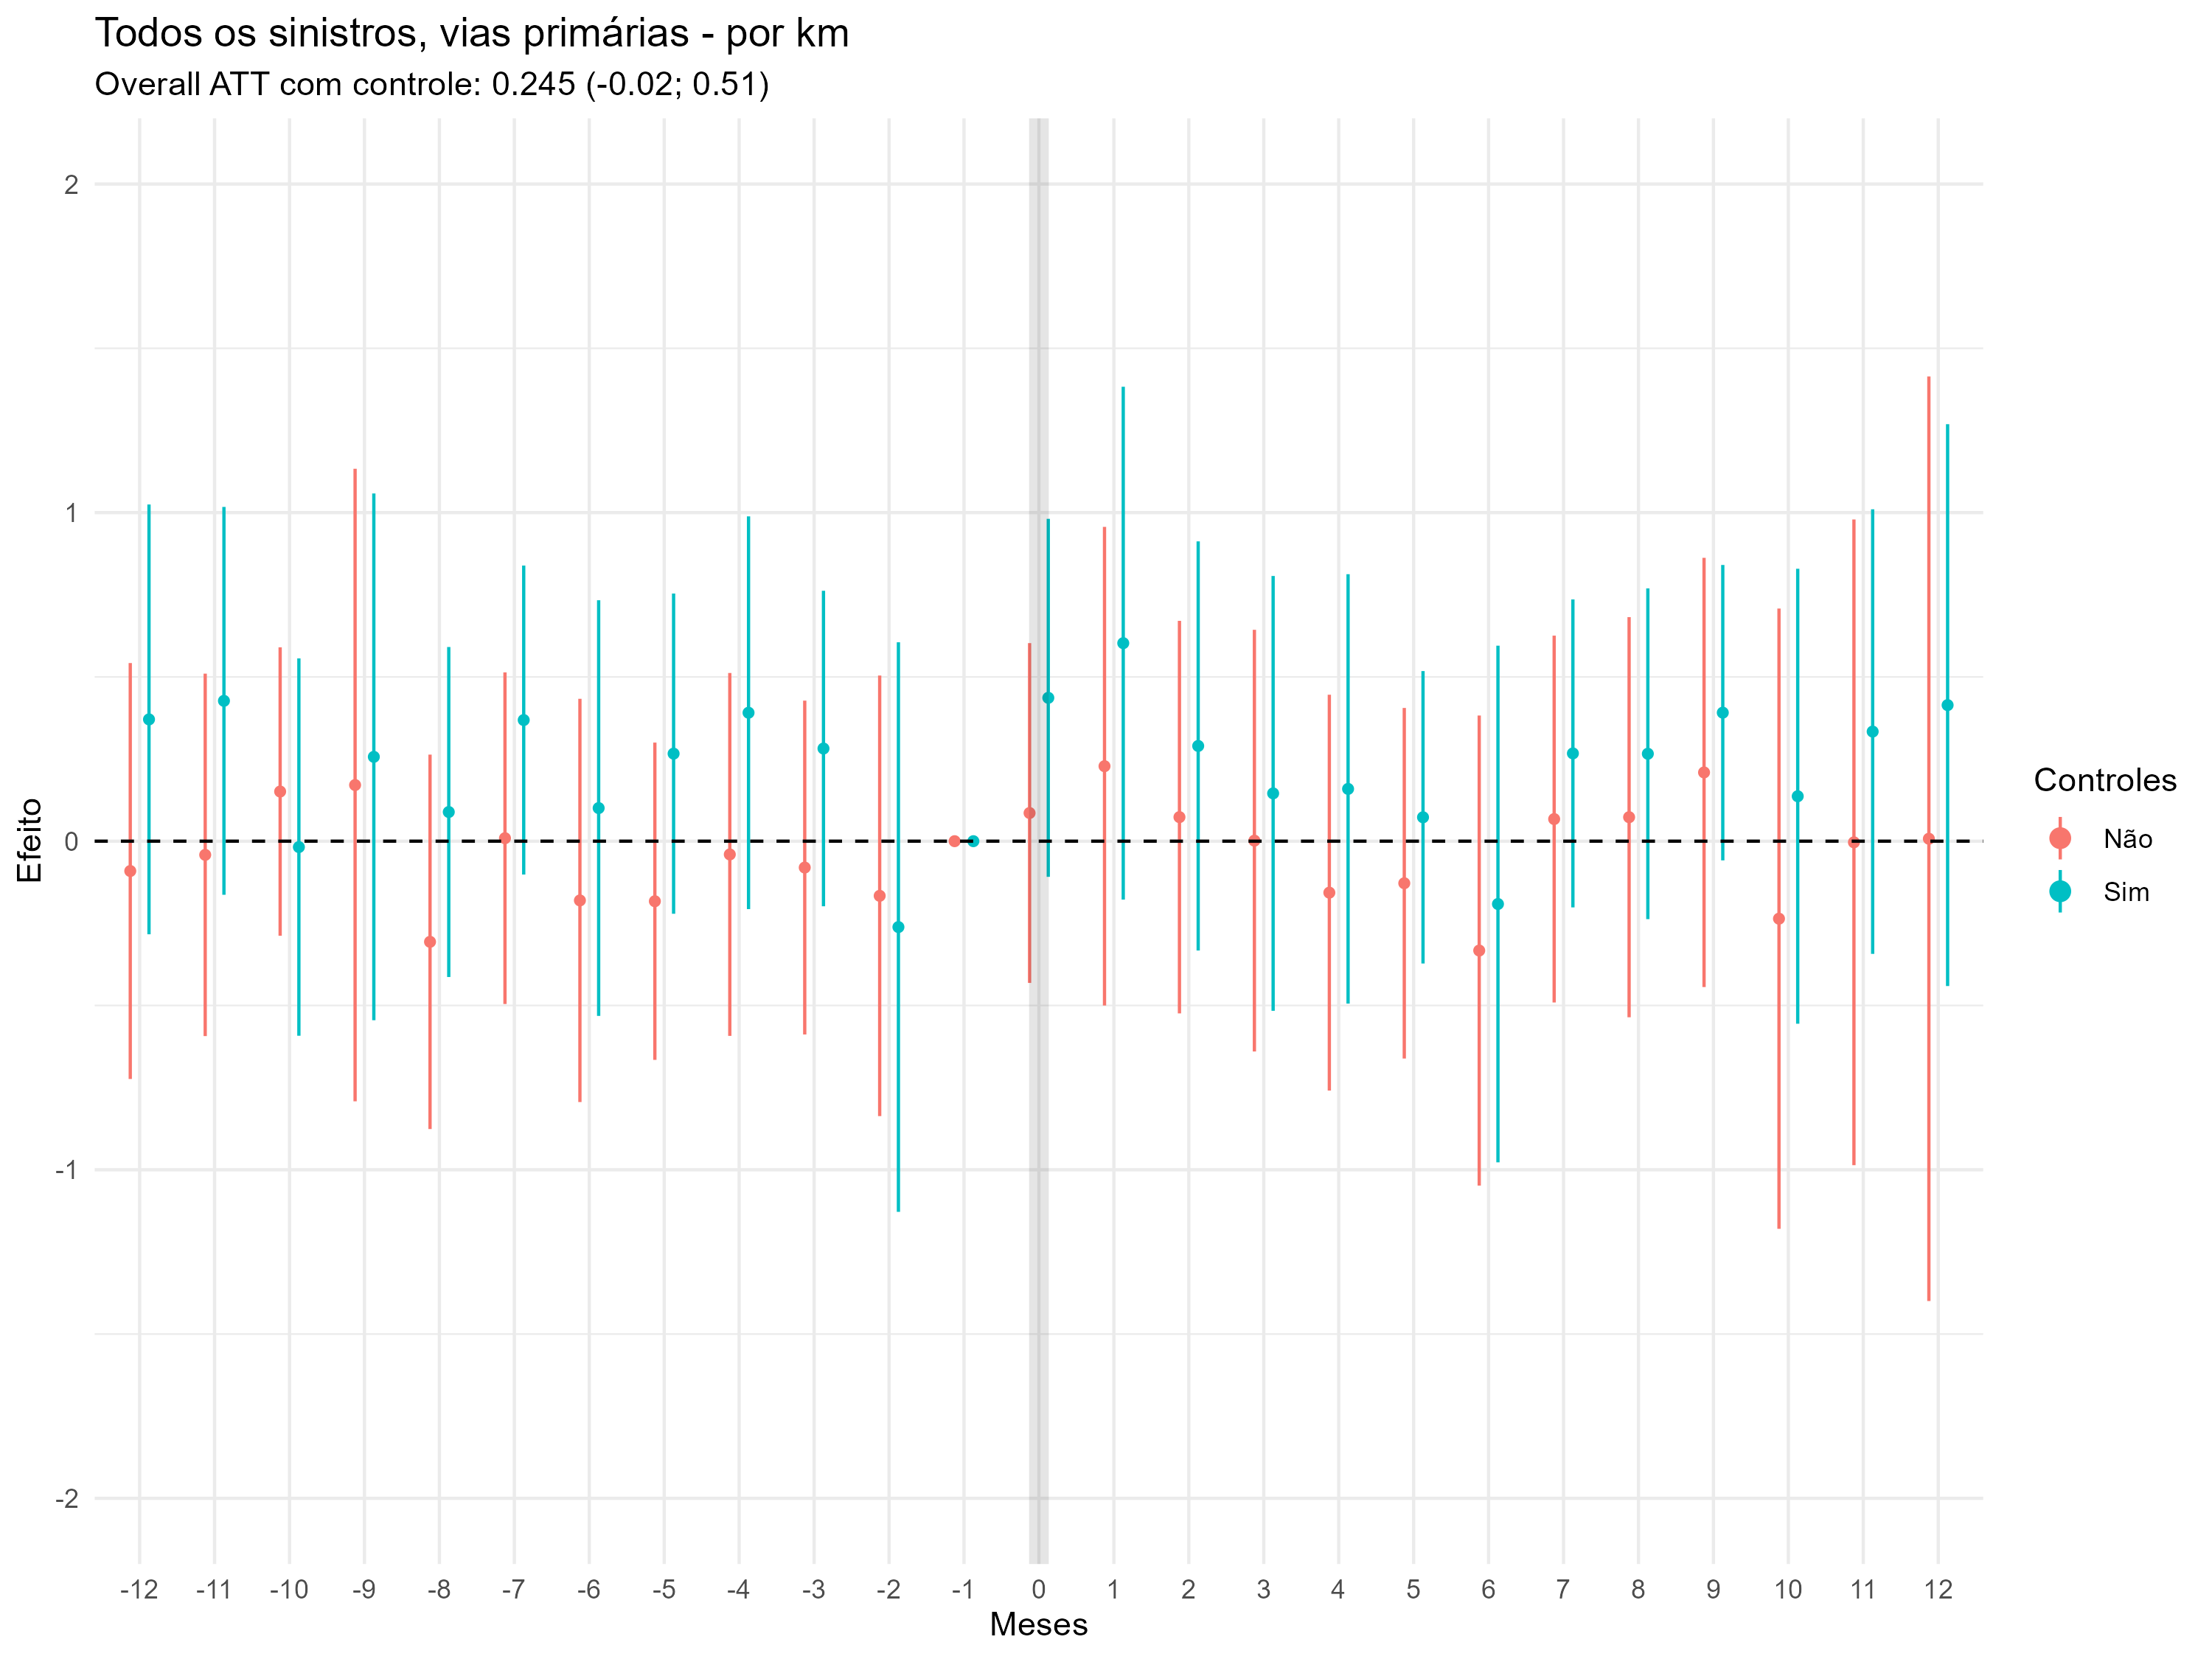 Todos os sinistros, vias primárias - por km
Overall ATT com controle: 0.245 (-0.02; 0.51)
Efeito
2
1
0
-1
-2
-12 -11 -10 -9 -8 -7 -6 -5 -4 -3 -2 -1 0 1 2 3 4 5 6 7 8 9 10 11 12
Meses
Controles
Não
Sim